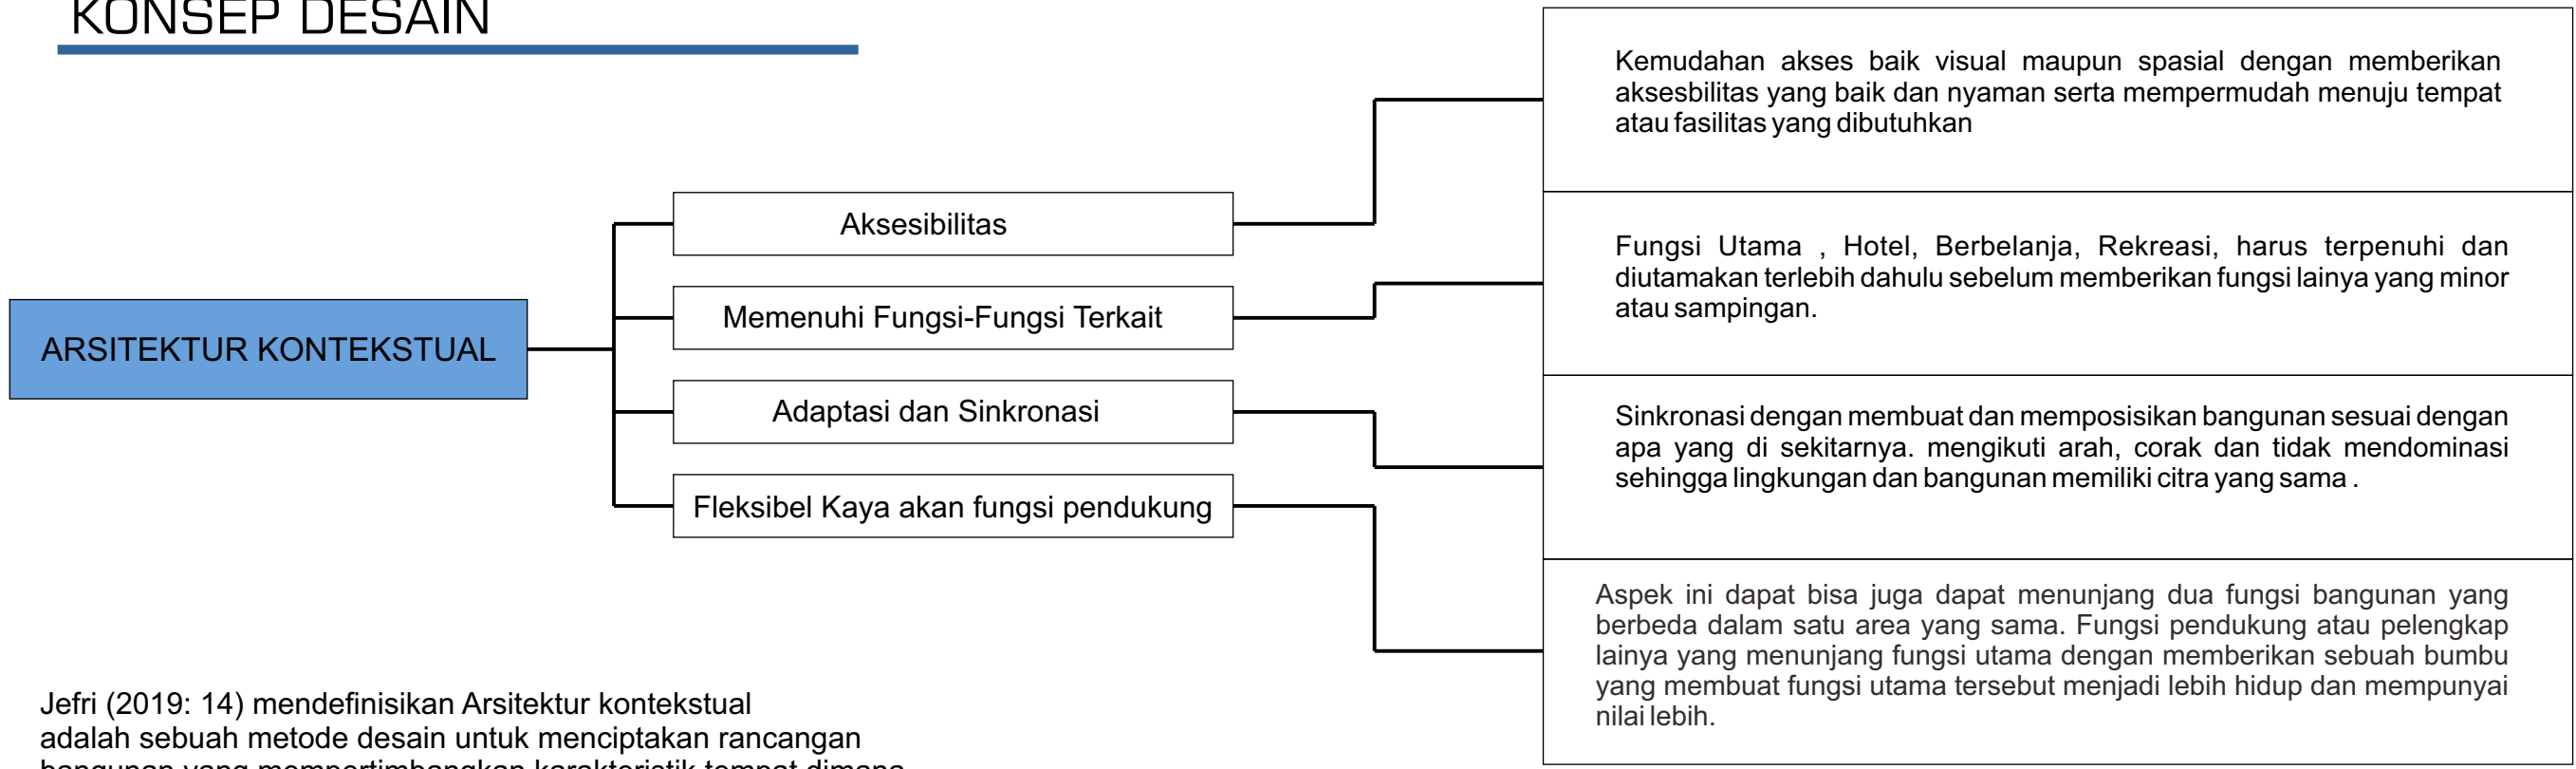 KONSEP DESAIN
ARSITEKTUR KONTEKSTUAL
Aksesibilitas
Memenuhi Fungsi-Fungsi Terkait
Adaptasi dan Sinkronasi
Fleksibel Kaya akan fungsi pendukung
Kemudahan akses baik visual maupun spasial dengan memberikan
aksesbilitas yang baik dan nyaman serta mempermudah menuju tempat
atau fasilitas yang dibutuhkan
Fungsi Utama , Hotel, Berbelanja, Rekreasi, harus terpenuhi dan
diutamakan terlebih dahulu sebelum memberikan fungsi lainya yang minor
atau sampingan.
Sinkronasi dengan membuat dan memposisikan bangunan sesuai dengan
apa yang di sekitarnya. mengikuti arah, corak dan tidak mendominasi
sehingga lingkungan dan bangunan memiliki citra yang sama .
Aspek ini dapat bisa juga dapat menunjang dua fungsi bangunan yang
berbeda dalam satu area yang sama. Fungsi pendukung atau pelengkap
lainya yang menunjang fungsi utama dengan memberikan sebuah bumbu
yang membuat fungsi utama tersebut menjadi lebih hidup dan mempunyai
nilai lebih.
Jefri (2019: 14) mendefinisikan Arsitektur kontekstual
adalah sebuah metode desain untuk menciptakan rancangan
bangunan yang mempertimbangkan karakteristik tempat dimana